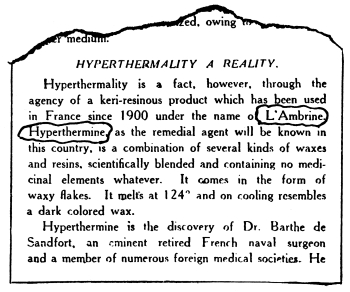 zed, owing to
medium.
HYPERTHERMALITY A REALITY.
Hyperthermality is a fact, however, through the
agency of a keri-resinous product which has been used
in France since 1900 under the name of L'Ambrine.
Hyperthermine, as the remedial agent will be known in
this country, is a combination of several kinds of waxes
and resins, scientifically blended and containing no medi-
cinal elements whatever. It comes in the form of
waxy flakes. It melts at 124° and on cooling resembles
a dark colored wax.
Hyperthermine is the discovery of Dr. Barthe de
Sandfort, an eminent retired French naval surgeon
and a member of numerous foreign medical societies. He